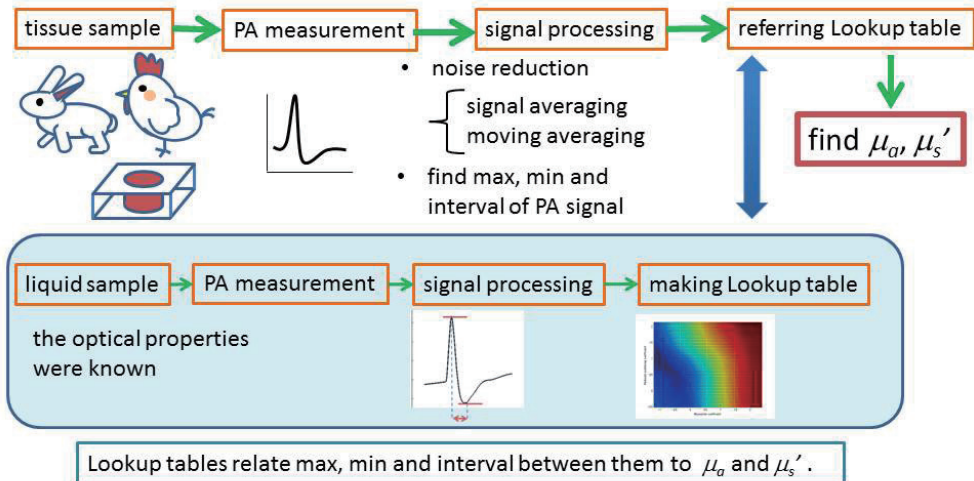 tissue sample
PA measurement
signal processing
referring Lookup table
• noise reduction
signal averaging
moving averaging
• find max, min and
interval of PA signal
find μa, μs′
liquid sample
PA measurement
signal processing
making Lookup table
the optical properties
were known
Lookup tables relate max, min and interval between them to μa and μs′ .